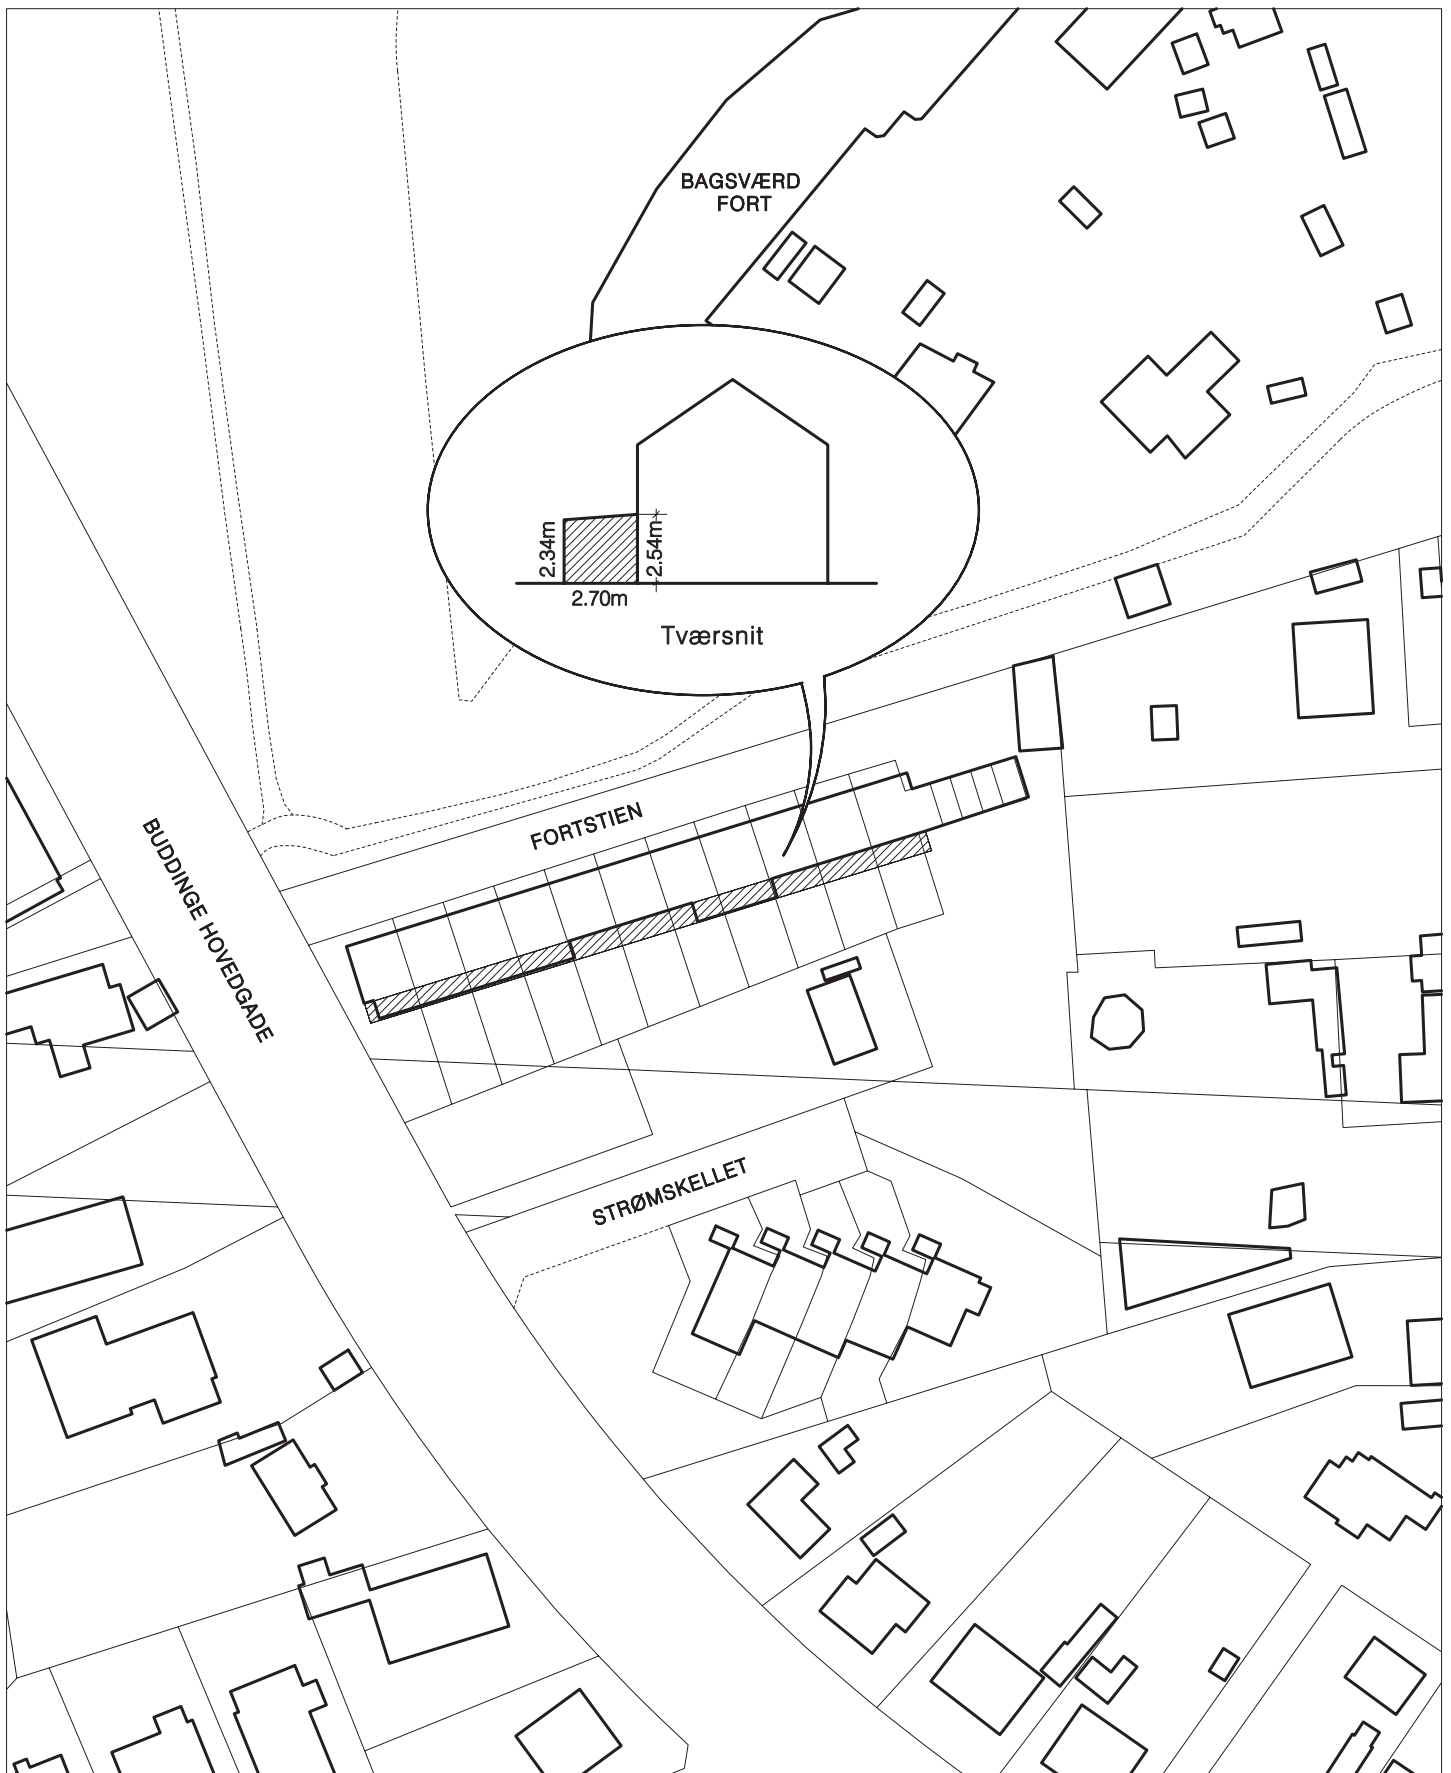 BAGSVÆRD
FORT
2.34m
2.54m
2.70m
Tværsnit
FORTSTIEN
BUDDINGE HOVEDGADE
STRØMSKELLET